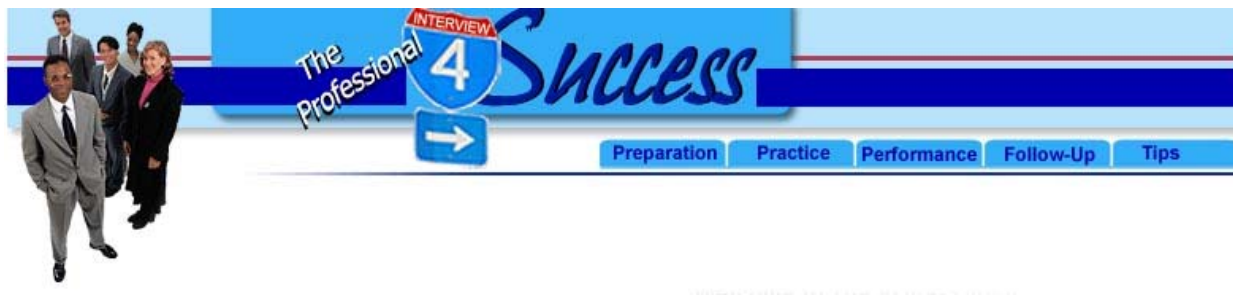 The
Professional
INTERVIEW
4
Success
Preparation
Practice
Performance
Follow-Up
Tips